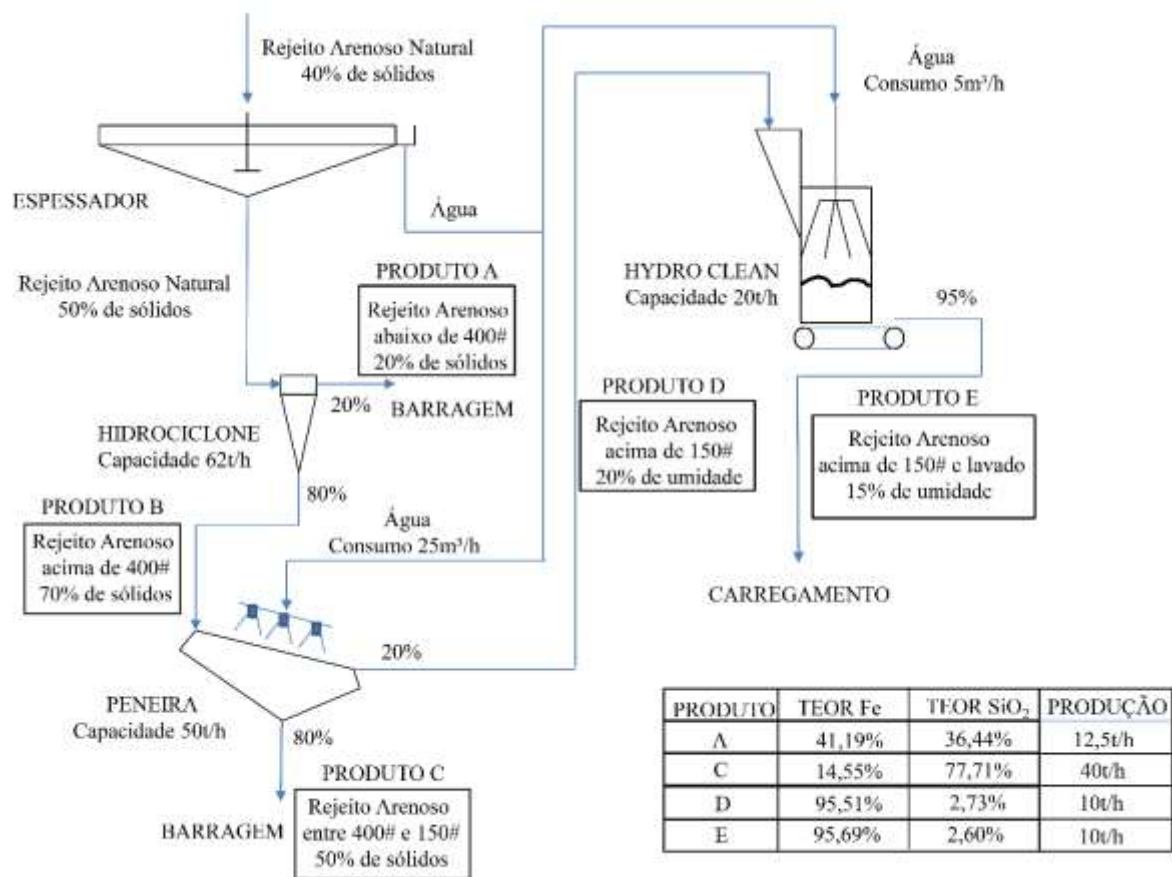 Rejeito Arenoso Natural
40% de sólidos
ESPESSADOR
Água
Rejeito Arenoso Natural
50% de sólidos
PRODUTO A
Rejeito Arenoso
abaixo de 400#
20% de sólidos
20%
BARRAGEM
HIDROCICLONE
Capacidade 62t/h
80%
PRODUTO B
Rejeito Arenoso
acima de 400#
70% de sólidos
Água
Consumo 25m³/h
20%
PENEIRA
Capacidade 50t/h
80%
PRODUTO C
Rejeito Arenoso
entre 400# e 150#
50% de sólidos
BARRAGEM
Água
Consumo 5m³/h
HYDRO CLEAN
Capacidade 20t/h
95%
PRODUTO D
Rejeito Arenoso
acima de 150#
20% de umidade
PRODUTO E
Rejeito Arenoso
acima de 150# e lavado
15% de umidade
CARREGAMENTO
PRODUTO TEOR Fe TEOR SiO₂ PRODUÇÃO
A 41,19% 36,44% 12,5t/h
C 14,55% 77,71% 40t/h
D 95,51% 2,73% 10t/h
E 95,69% 2,60% 10t/h